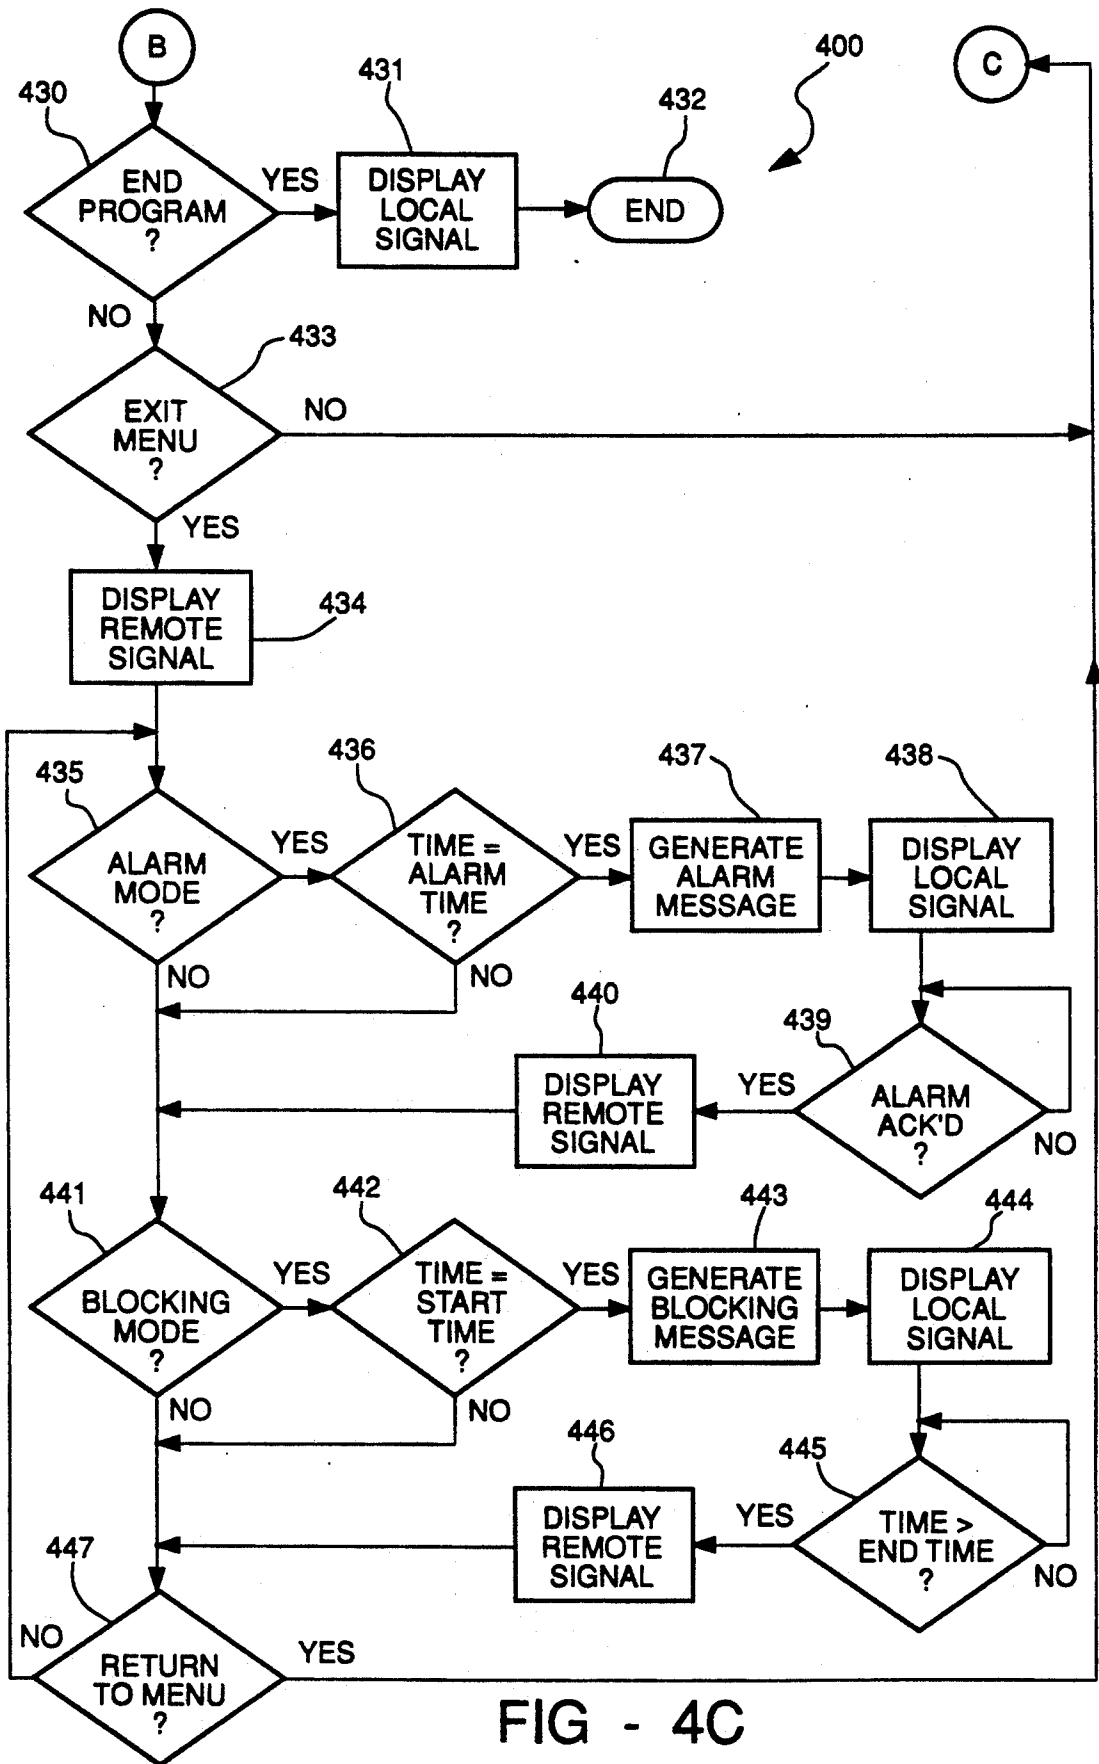 B
C
400
430
431
432
END
PROGRAM
?
YES
DISPLAY
LOCAL
SIGNAL
END
NO
433
EXIT
MENU
?
NO
YES
DISPLAY
REMOTE
SIGNAL
434
435
ALARM
MODE
?
YES
NO
436
TIME =
ALARM
TIME
?
YES
NO
437
GENERATE
ALARM
MESSAGE
438
DISPLAY
LOCAL
SIGNAL
439
ALARM
ACK'D
?
YES
NO
440
DISPLAY
REMOTE
SIGNAL
441
BLOCKING
MODE
?
YES
NO
442
TIME =
START
TIME
?
YES
NO
443
GENERATE
BLOCKING
MESSAGE
444
DISPLAY
LOCAL
SIGNAL
445
TIME >
END TIME
?
YES
NO
446
DISPLAY
REMOTE
SIGNAL
447
RETURN
TO MENU
?
NO
YES
FIG - 4C